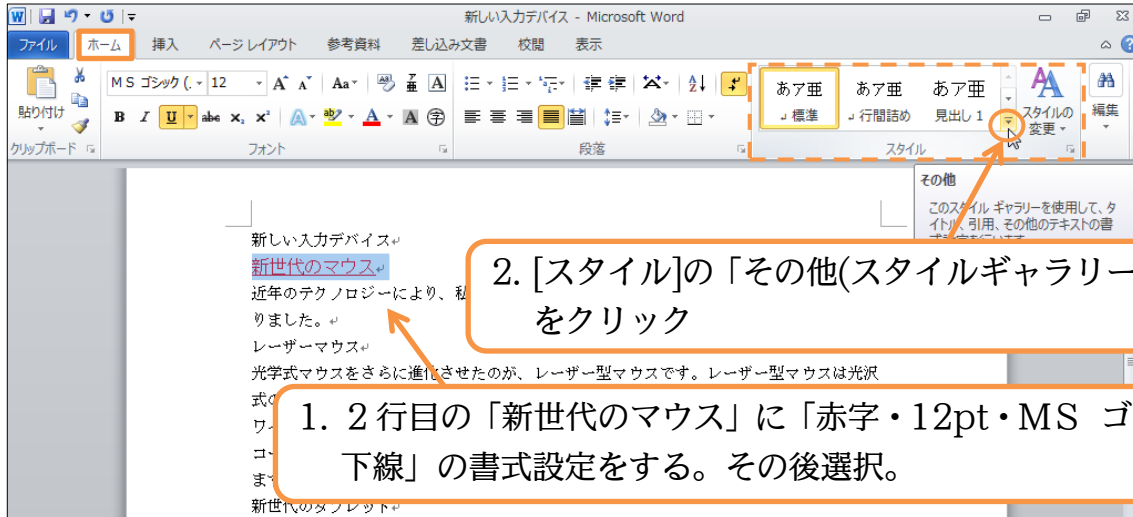 新しい入力デバイス - Microsoft Word
ファイル ホーム 挿入 ページ レイアウト 参考資料 差し込み文書 校閲 表示
貼り付け
クリップボード
MS ゴシック (. 12
フォント
段落
あア亜 あア亜 あア亜
標準 行間詰め 見出し 1
スタイルの
変更
スタイル
編集
その他
このスタイル ギャラリーを使用して、タ
イトル、引用、その他のテキストの書
新しい入力デバイス
新世代のマウス
近年のテクノロジーにより、私
りました。
レーザーマウス
光学式マウスをさらに進化させたのが、レーザー型マウスです。レーザー型マウスは光沢
式の
ワー
コー
ます
新世代のタブレット
2. [スタイル]の「その他(スタイルギャラリー
をクリック
1. 2行目の「新世代のマウス」に「赤字・12pt・MS ゴ
下線」の書式設定をする。その後選択。